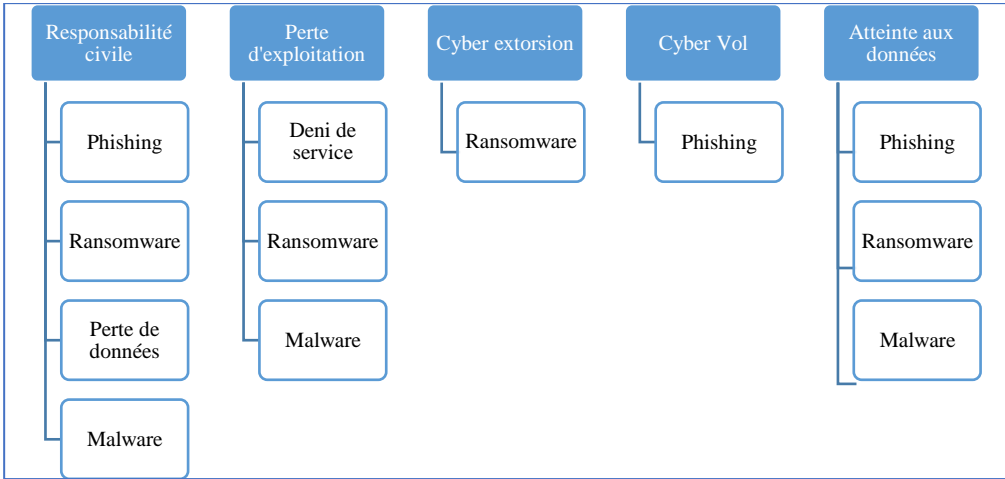 Responsabilité
civile
Phishing
Ransomware
Perte de
données
Malware
Perte
d'exploitation
Deni de
service
Ransomware
Malware
Cyber extorsion
Ransomware
Cyber Vol
Phishing
Atteinte aux
données
Phishing
Ransomware
Malware